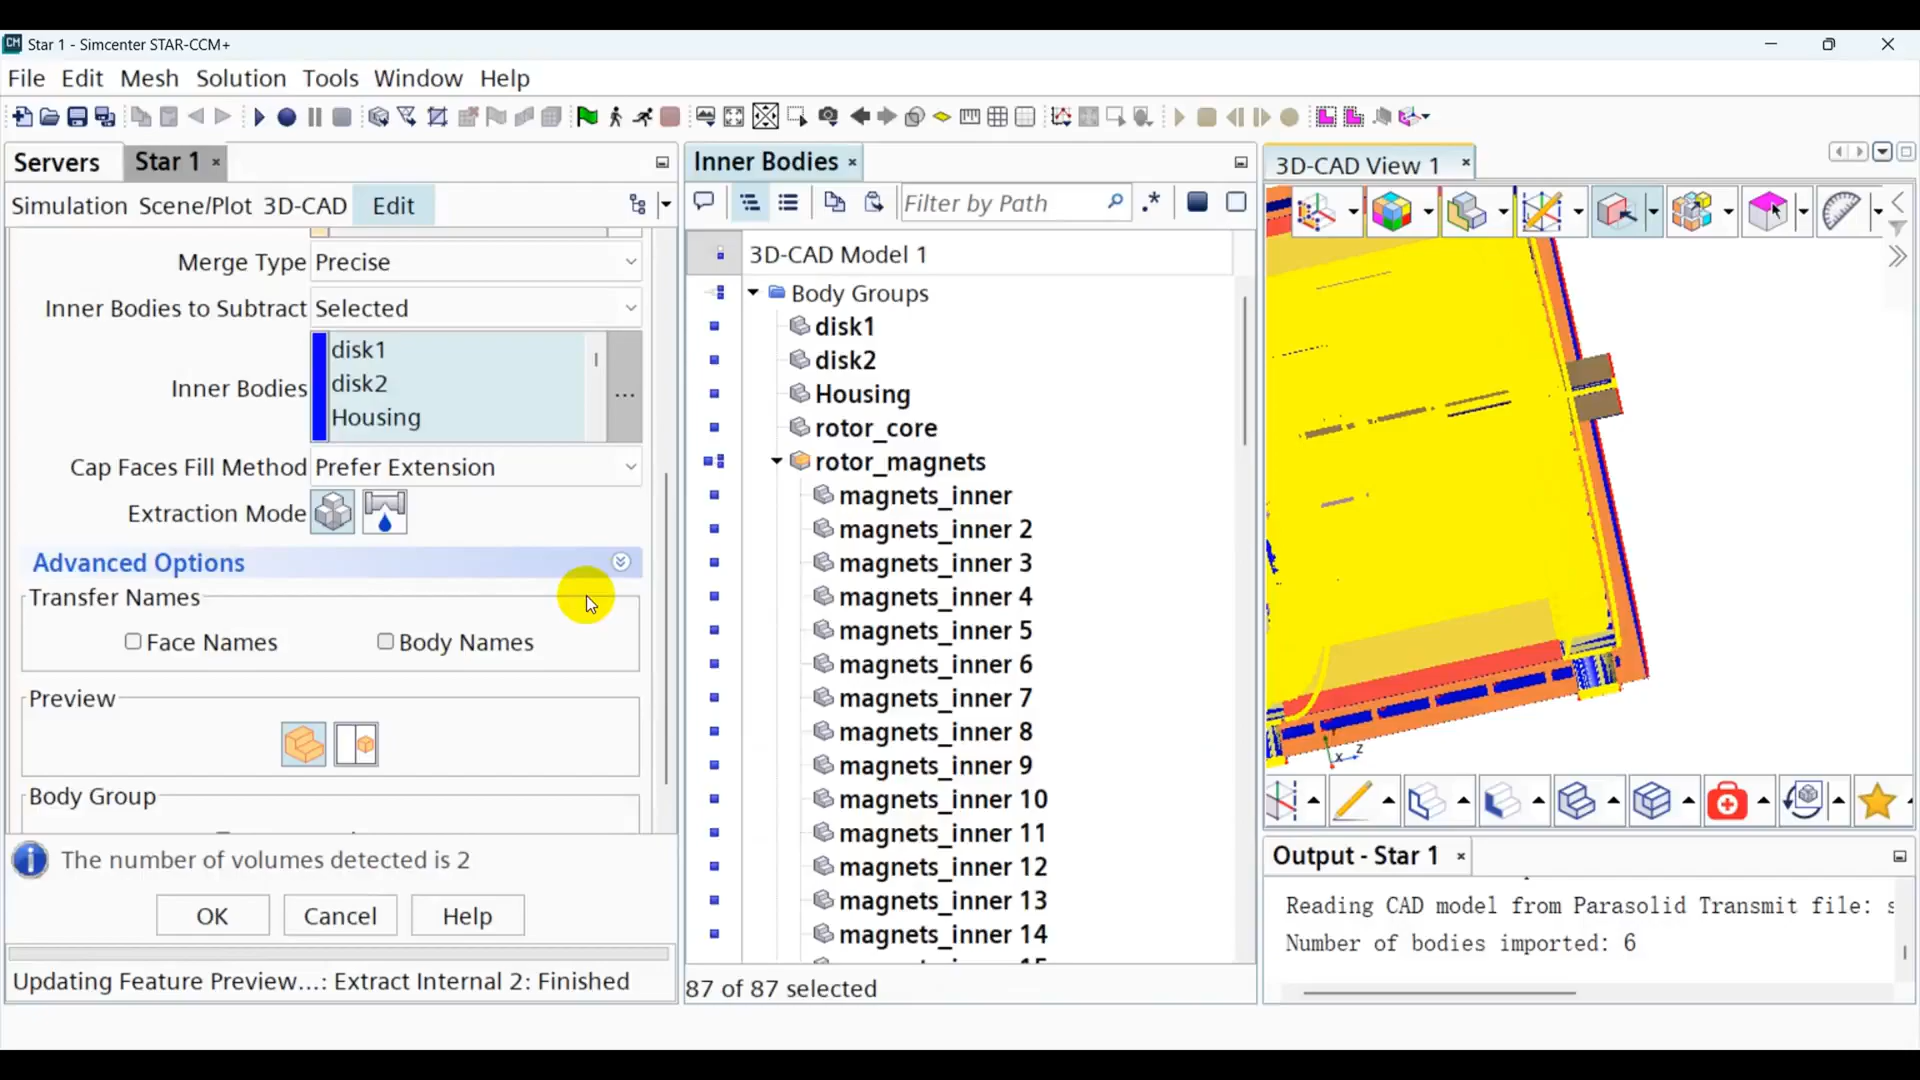 Star 1 - Simcenter STAR-CCM+
File Edit Mesh Solution Tools Window Help
Servers
Star 1
Simulation Scene/Plot 3D-CAD Edit
Merge Type Precise
Inner Bodies to Subtract Selected
Inner Bodies
disk1
disk2
Housing
...
Cap Faces Fill Method Prefer Extension
Extraction Mode
Advanced Options
Transfer Names
Face Names
Body Names
Preview
Body Group
The number of volumes detected is 2
OK
Cancel
Help
Updating Feature Preview...: Extract Internal 2: Finished
Inner Bodies
Filter by Path
3D-CAD Model 1
Body Groups
disk1
disk2
Housing
rotor_core
rotor_magnets
magnets_inner
magnets_inner 2
magnets_inner 3
magnets_inner 4
magnets_inner 5
magnets_inner 6
magnets_inner 7
magnets_inner 8
magnets_inner 9
magnets_inner 10
magnets_inner 11
magnets_inner 12
magnets_inner 13
magnets_inner 14
87 of 87 selected
3D-CAD View 1
X
Z
Output - Star 1
Reading CAD model from Parasolid Transmit file:
Number of bodies imported: 6